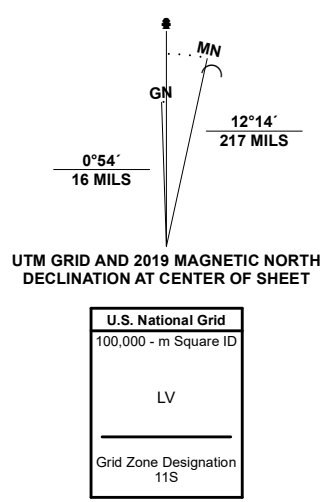 MN
GN
12°14´
217 MILS
0°54´
16 MILS
UTM GRID AND 2019 MAGNETIC NORTH
DECLINATION AT CENTER OF SHEET
U.S. National Grid
100,000 - m Square ID
LV
Grid Zone Designation
11S